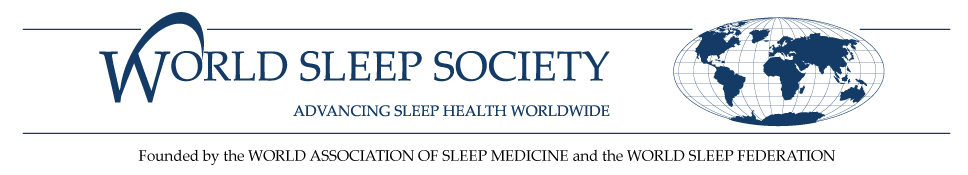 WORLD SLEEP SOCIETY
ADVANCING SLEEP HEALTH WORLDWIDE
Founded by the WORLD ASSOCIATION OF SLEEP MEDICINE and the WORLD SLEEP FEDERATION